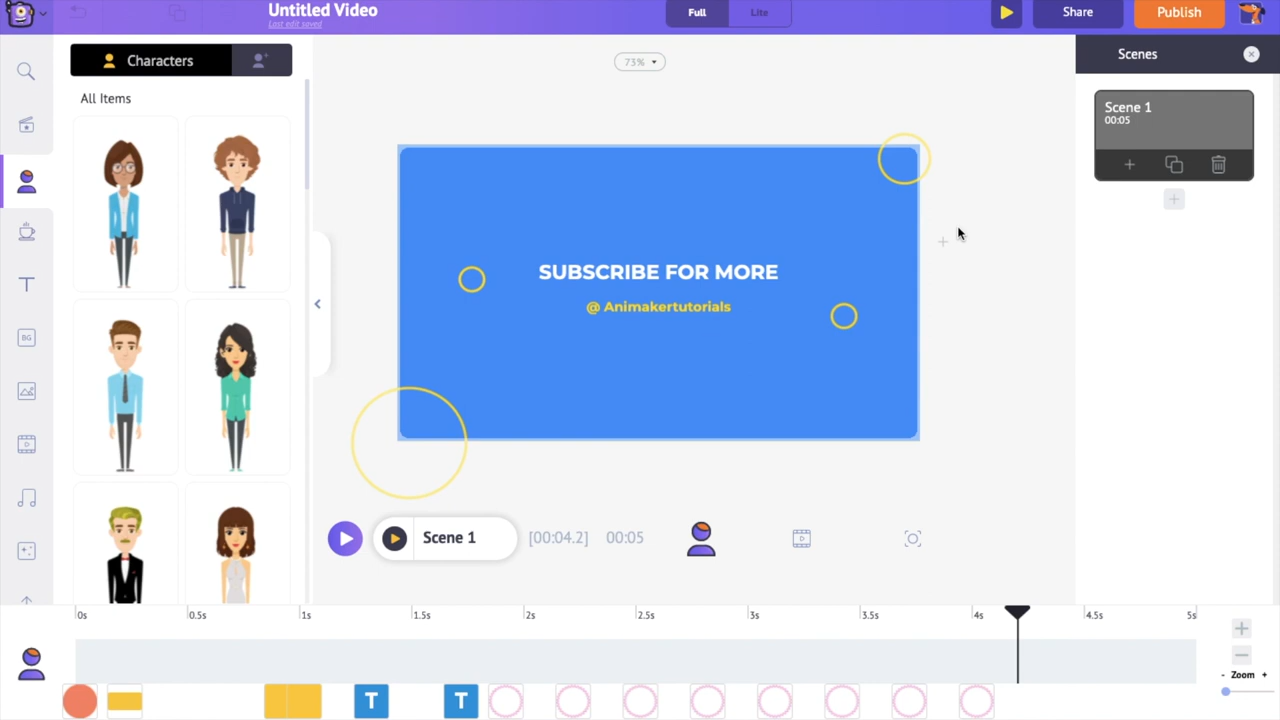 Untitled Video
Last edit saved
Full
Lite
Share
Publish
Characters
All Items
73%
Scenes
Scene 1
00:05
SUBSCRIBE FOR MORE
@ Animakertutorials
T
BG
Scene 1
[00:04.2]
00:05
0s
0.5s
1s
1.5s
2s
2.5s
3s
3.5s
4s
4.5s
5s
- Zoom +
T
T